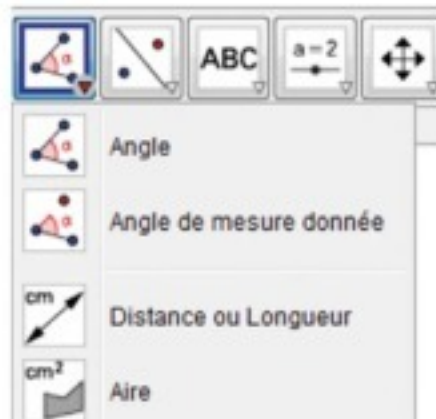 α ABC a=2
α Angle
α Angle de mesure donnée
cm Distance ou Longueur
cm² Aire